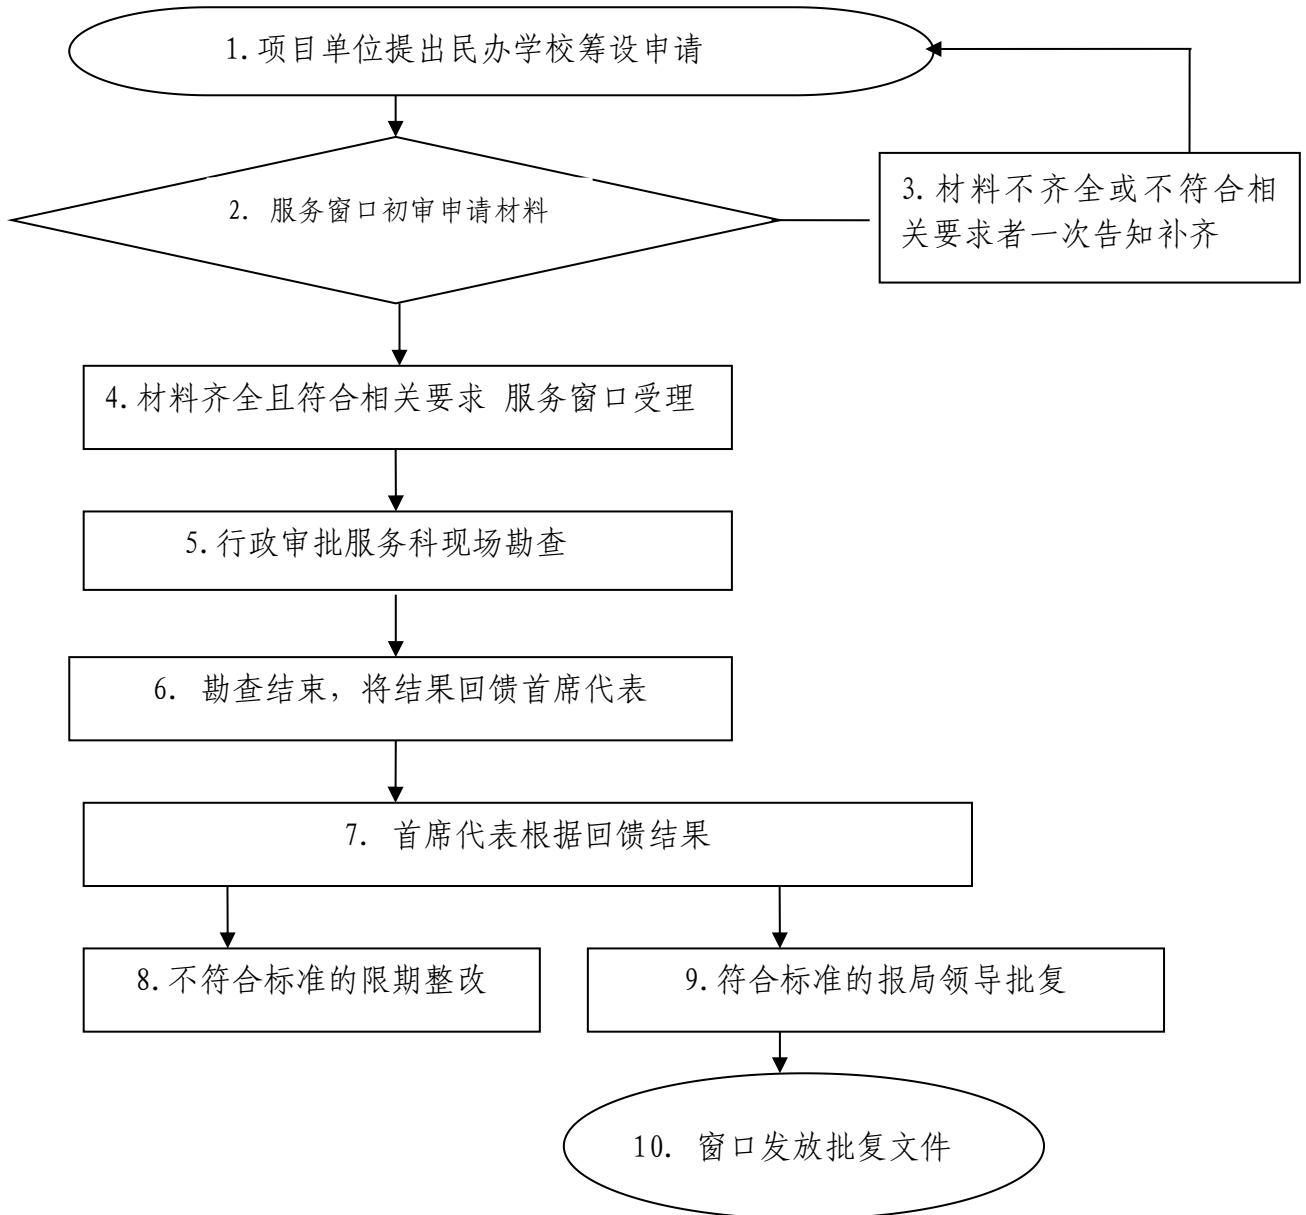 1.项目单位提出民办学校筹设申请
2. 服务窗口初审申请材料
3.材料不齐全或不符合相
关要求者一次告知补齐
4.材料齐全且符合相关要求 服务窗口受理
5.行政审批服务科现场勘查
6. 勘查结束，将结果回馈首席代表
7. 首席代表根据回馈结果
8.不符合标准的限期整改
9.符合标准的报局领导批复
10. 窗口发放批复文件